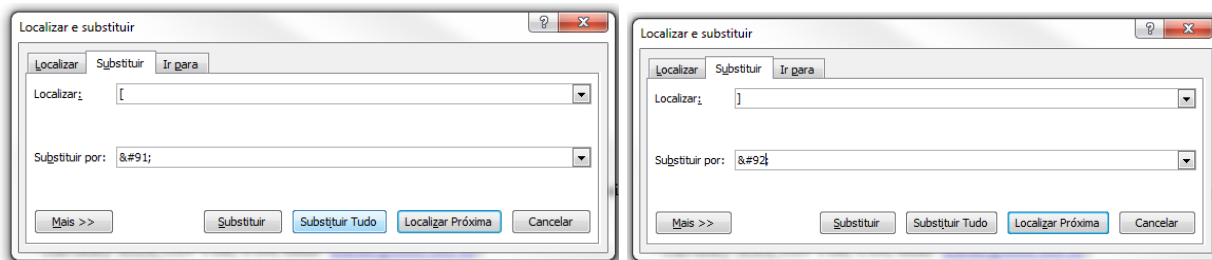 Localizar e substituir
Localizar Substituir Ir para
Localizar: [
Substituir por: &#91;
Mais >> Substituir Substituir Tudo Localizar Próxima Cancelar
Localizar e substituir
Localizar Substituir Ir para
Localizar: ]
Substituir por: &#92;
Mais >> Substituir Substituir Tudo Localizar Próxima Cancelar